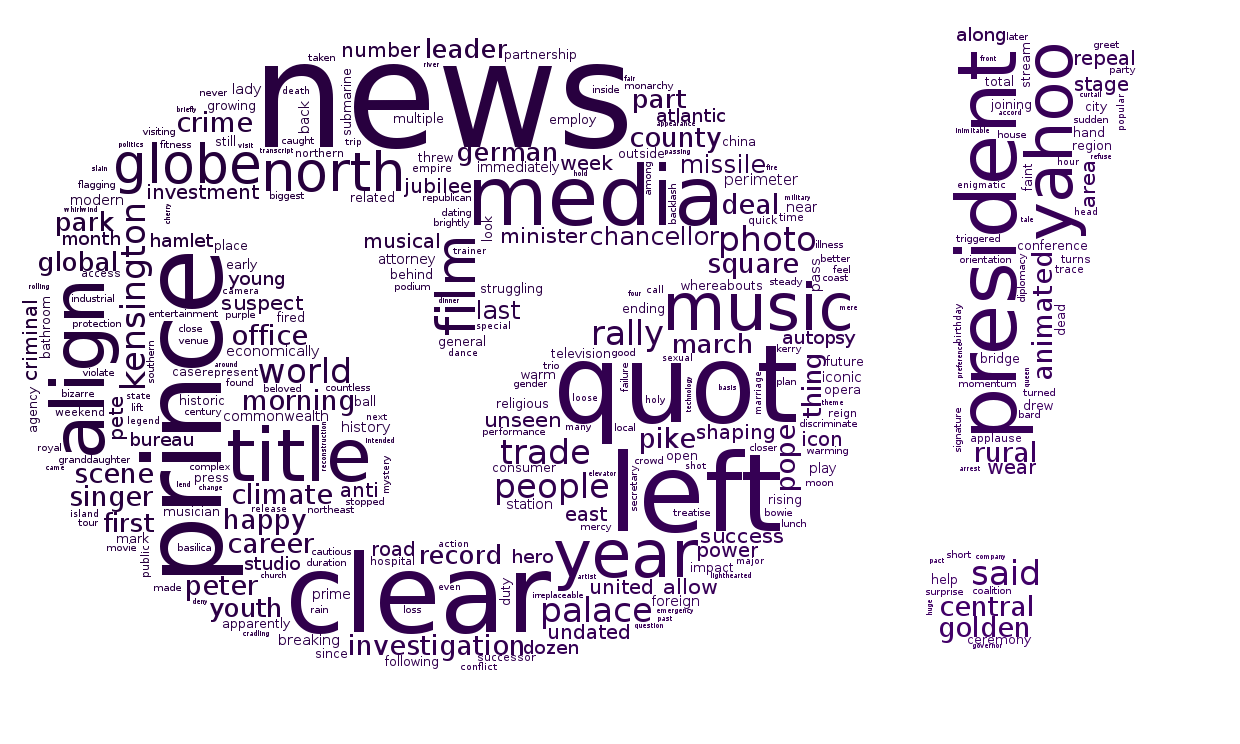 news
number
leader
partnership
taken
river
fair
monarchy
inside
never
lady
death
submarine
part
growing
briefly
crime
back
multiple
employ
atlantic
appearance
visiting
fitness
still
caught
trip
county
china
politics
visit
transcript
northern
german
outside
passing
globe
north
threw
empire
immediately
week
hold
missile
fire
slain
flagging
investment
biggest
related
jubilee
republican
media
among
backlash
perimeter
modern
whirlwind
cherry
dating
brightly
look
deal
military
near
quick
time
park
month
kensington
hamlet
place
musical
attorney
trainer
minister
chancellor
photo
illness
global
access
prince
early
young
camera
behind
podium
film
dinner
struggling
square
better
feel
coast
pass
rolling
industrial
align
criminal
bathroom
entertainment
purple
suspect
fired
last
special
whereabouts
steady
four
call
ending
music
mere
protection
close
venue
office
economically
general
dance
rally
march
autopsy
violate
southern
case
represent
around
found
world
beloved
countless
television
good
sexual
kerry
trio
warm
gender
failure
quot
technology
basis
marriage
plan
thing
future
iconic
opera
theme
bizarre
agency
weekend
pete
state
lift
legend
historic
century
morning
ball
commonwealth
next
history
religious
loose
holy
reign
discriminate
royal
granddaughter
came
bureau
title
reconstruction
intended
unseen
performance
many
local
pike
shaping
closer
icon
warming
scene
complex
press
lend
change
mystery
trade
consumer
elevator
crowd
open
shot
pope
play
moon
singer
island
tour
first
musician
climate
anti
stopped
release
northeast
people
station
secretary
left
rising
bowie
lunch
treatise
mark
movie
public
basilica
happy
career
cautious
duration
road
hospital
action
record
hero
east
mercy
year
success
power
major
studio
church
made
peter
deny
prime
rain
clear
loss
even
duty
artist
irreplaceable
united
allow
impact
lighthearted
youth
apparently
cradling
palace
foreign
emergency
past
question
breaking
since
investigation
following
successor
conflict
dozen
undated
along
later
front
president
stream
yahoo
greet
repeal
party
total
stage
curtail
popular
joining
accord
city
sudden
inimitable
house
hand
region
refuse
hour
enigmatic
faint
area
tale
head
triggered
conference
orientation
diplomacy
turns
trace
birthday
animated
dead
preference
bridge
momentum
queen
turned
drew
bard
signature
applause
rural
arrest
wear
pact
short
company
help
said
surprise
coalition
huge
central
golden
ceremony
governor